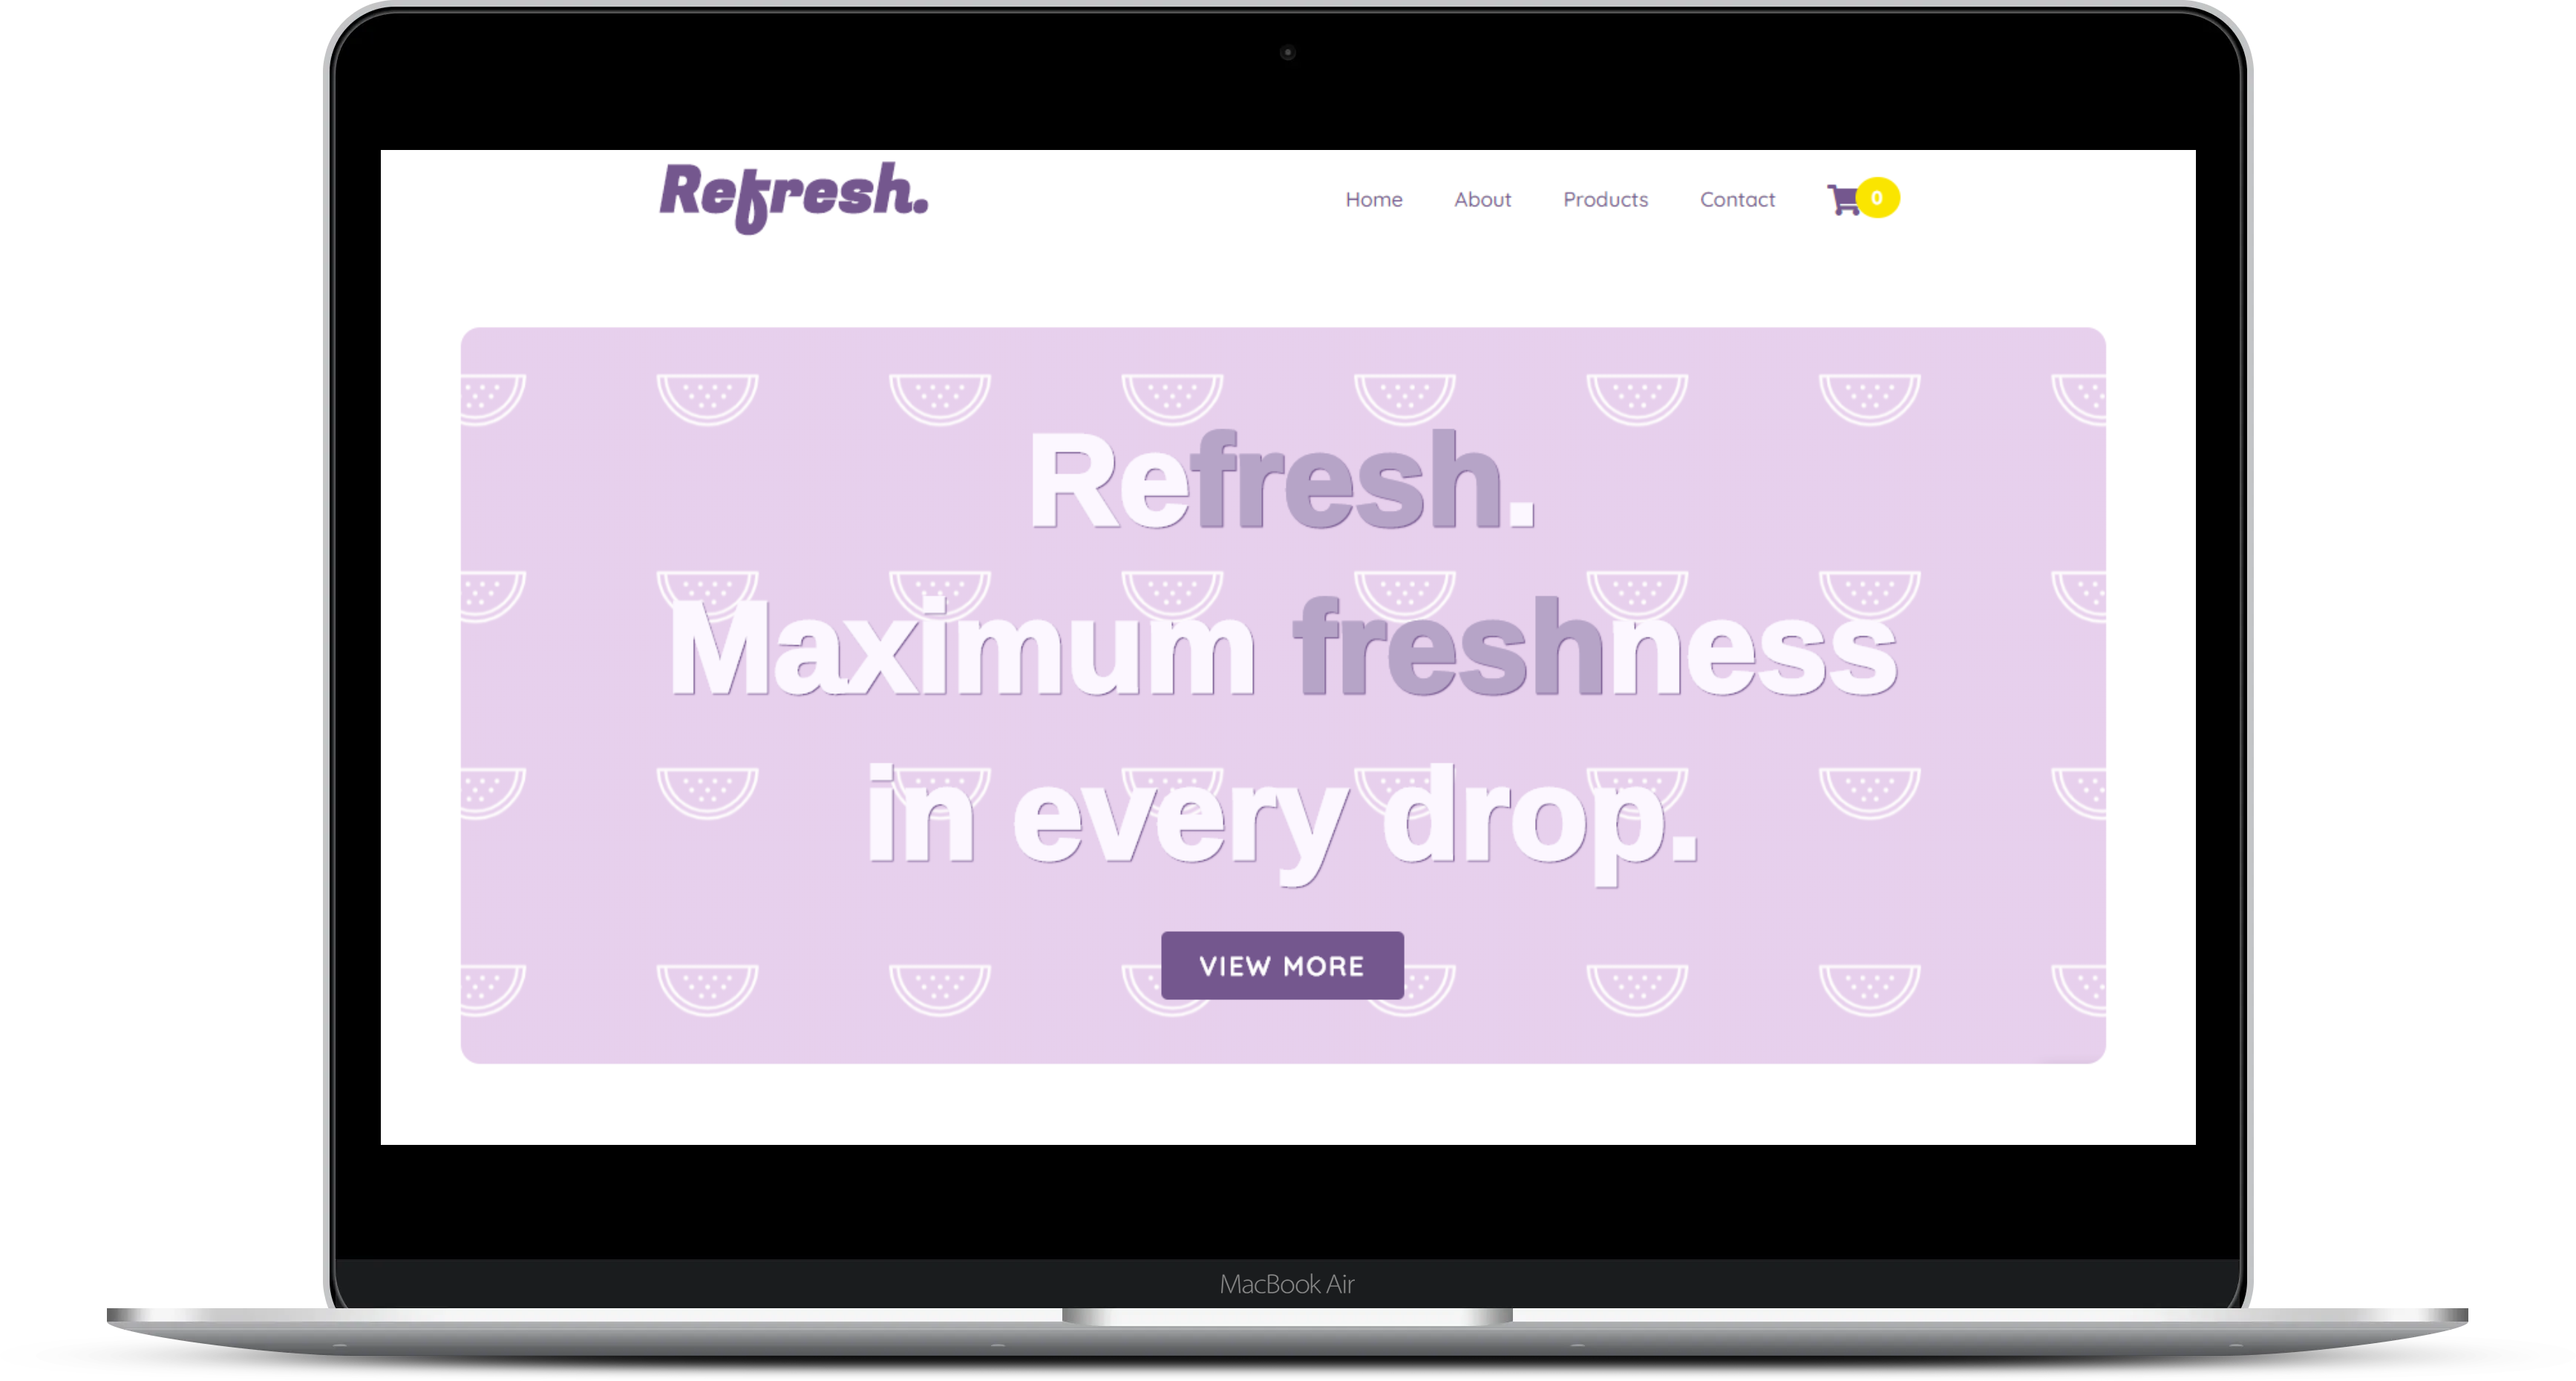 Refresh.
Home About Products Contact 0
Refresh.
Maximum freshness
in every drop.
VIEW MORE
MacBook Air